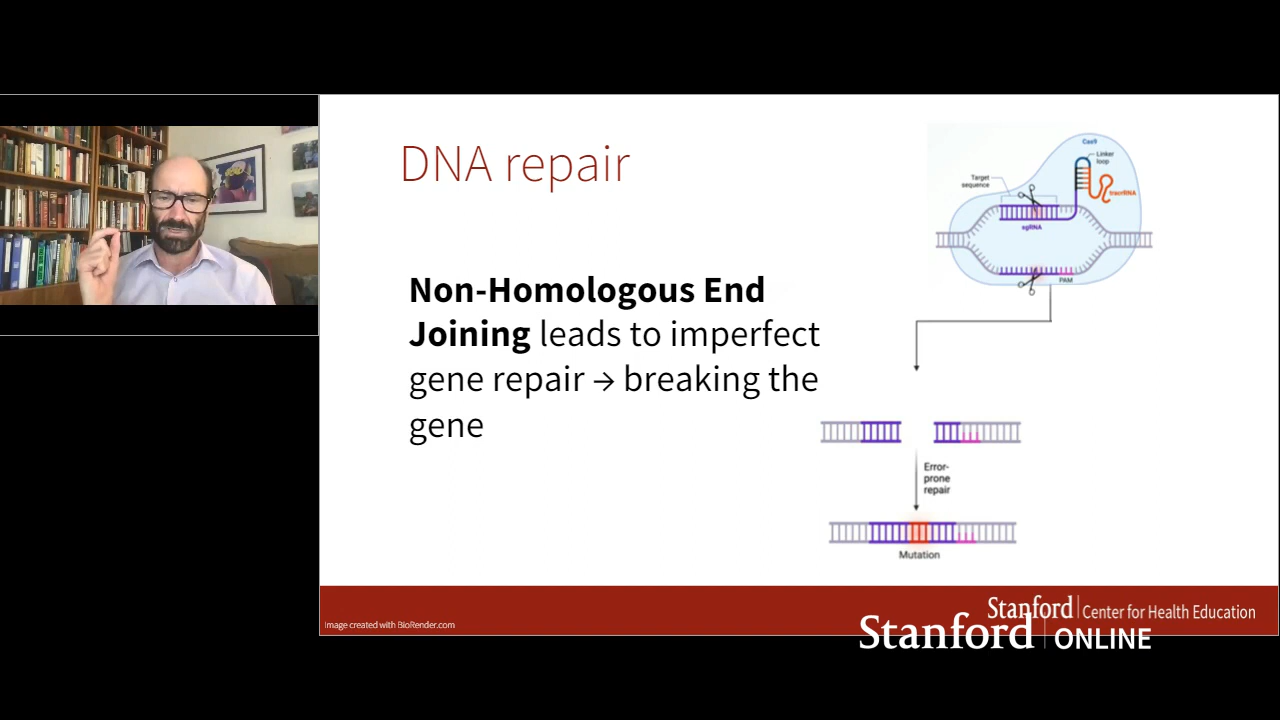 DNA repair
Non-Homologous End
Joining leads to imperfect
gene repair → breaking the
gene
Cas9
Linker
loop
Target
sequence
tracrRNA
sgRNA
PAM
Error-
prone
repair
Mutation
Image created with BioRender.com
Stanford | Center for Health Education
Stanford | ONLINE